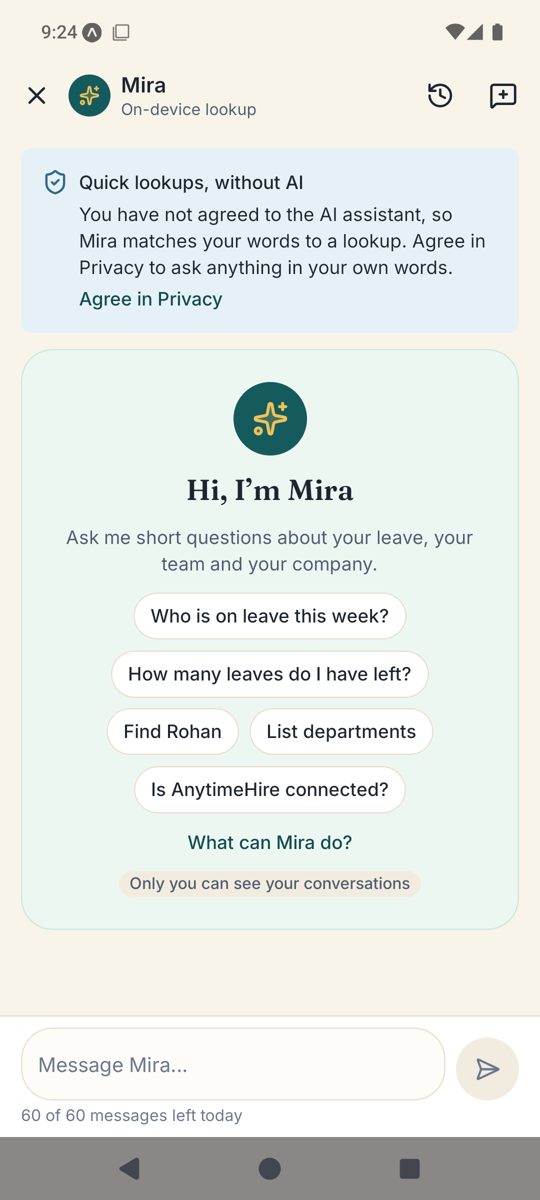 9:24
Mira
On-device lookup
Quick lookups, without AI
You have not agreed to the AI assistant, so
Mira matches your words to a lookup. Agree in
Privacy to ask anything in your own words.
Agree in Privacy
Hi, I’m Mira
Ask me short questions about your leave, your
team and your company.
Who is on leave this week?
How many leaves do I have left?
Find Rohan
List departments
Is AnytimeHire connected?
What can Mira do?
Only you can see your conversations
Message Mira...
60 of 60 messages left today